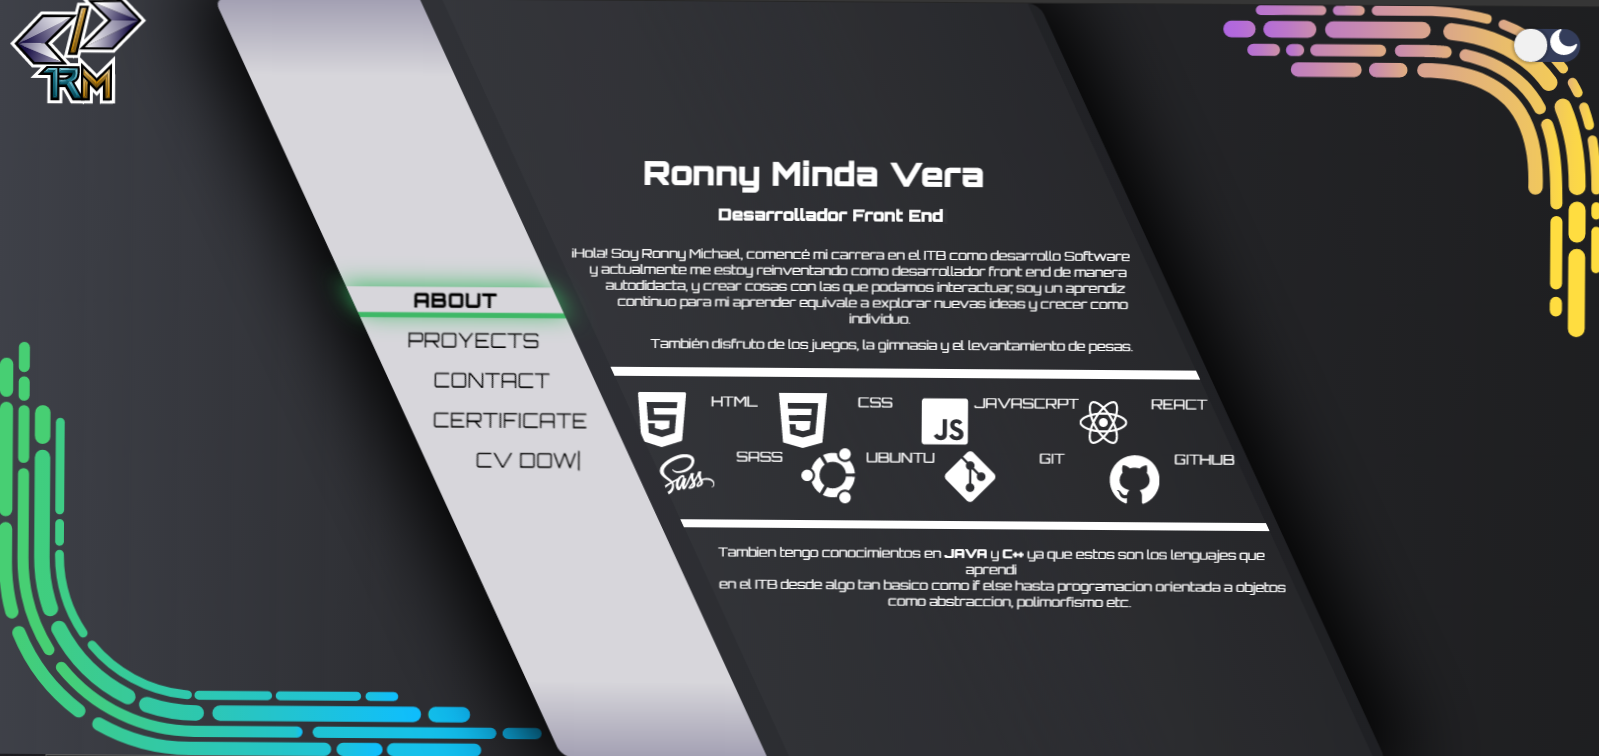 RM
Ronny Minda Vera
Desarrollador Front End
¡Hola! Soy Ronny Michael, comencé mi carrera en el ITB como desarrollo Software
y actualmente me estoy reinventando como desarrollador front end de manera
autodidacta, y crear cosas con las que podamos interactuar, soy un aprendiz
continuo para mi aprender equivale a explorar nuevas ideas y crecer como
individuo.
También disfruto de los juegos, la gimnasia y el levantamiento de pesas.
ABOUT
PROYECTS
CONTACT
CERTIFICATE
CV DOW|
HTML CSS JS JAVASCRPT REACT
Sass SASS UBUNTU GIT GITHUB
Tambien tengo conocimientos en JAVA y C++ ya que estos son los lenguajes que
aprendi
en el ITB desde algo tan basico como if else hasta programacion orientada a objetos
como abstraccion, polimorfismo etc.